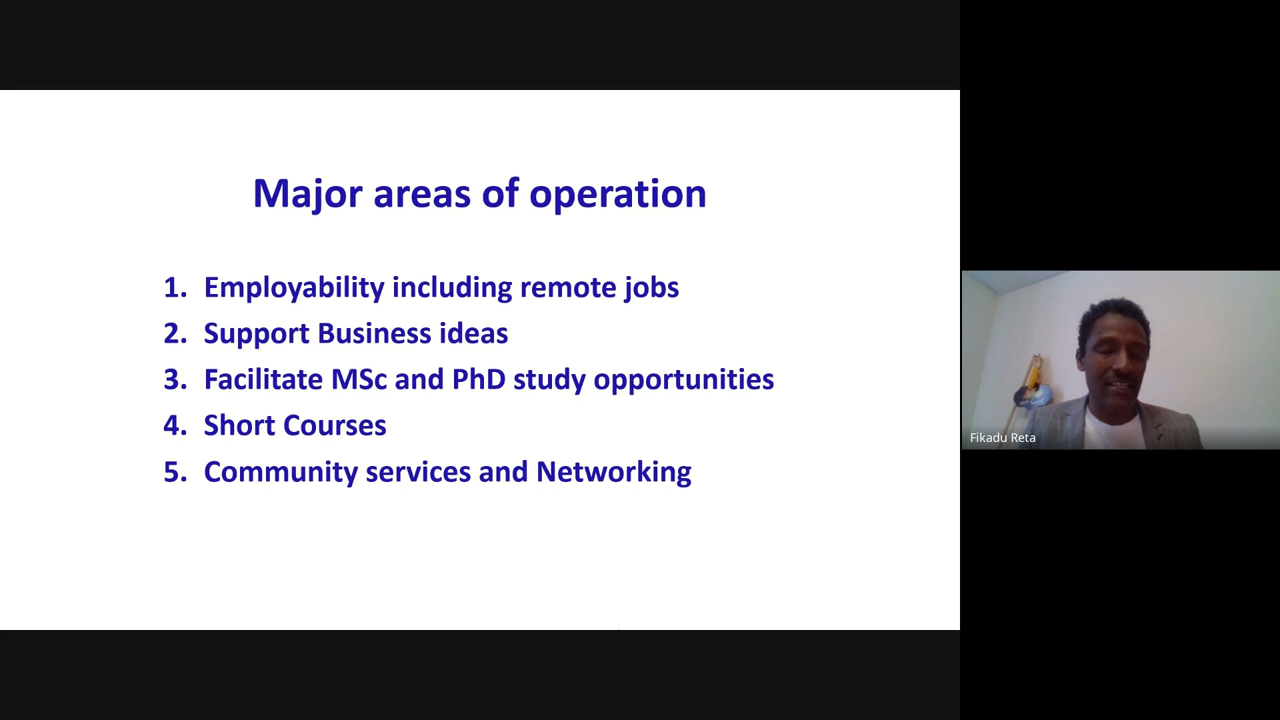 Major areas of operation
1. Employability including remote jobs
2. Support Business ideas
3. Facilitate MSc and PhD study opportunities
4. Short Courses
5. Community services and Networking
Fikadu Reta